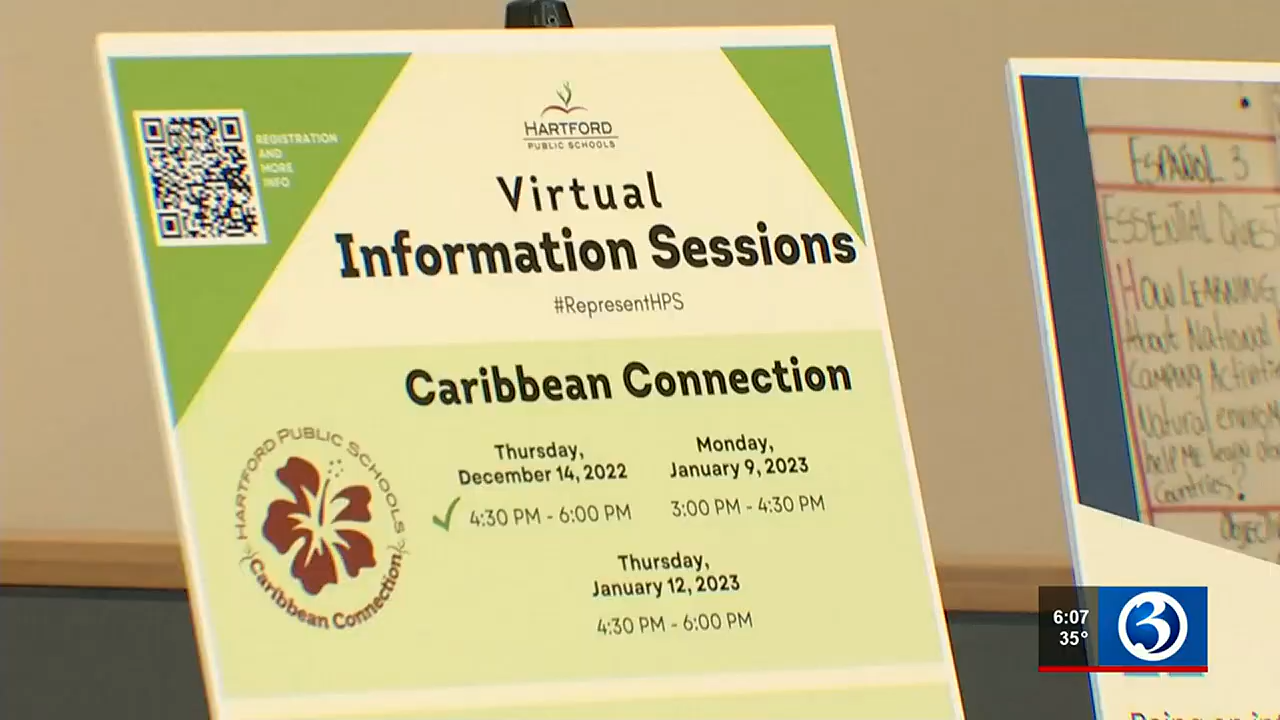 REGISTRATION
AND
MORE
INFO
HARTFORD
PUBLIC SCHOOLS
Virtual
Information Sessions
#RepresentHPS
Caribbean Connection
HARTFORD PUBLIC SCHOOLS
Caribbean Connection
Thursday,
December 14, 2022
4:30 PM - 6:00 PM
Monday,
January 9, 2023
3:00 PM - 4:30 PM
Thursday,
January 12, 2023
4:30 PM - 6:00 PM
ESPAÑOL 3
ESSENTIAL QUEST
HOW LEARNING
About National
Camping Activiti
Natural environ
help ME learn abo
Countries?
Object
6:07
35°
3